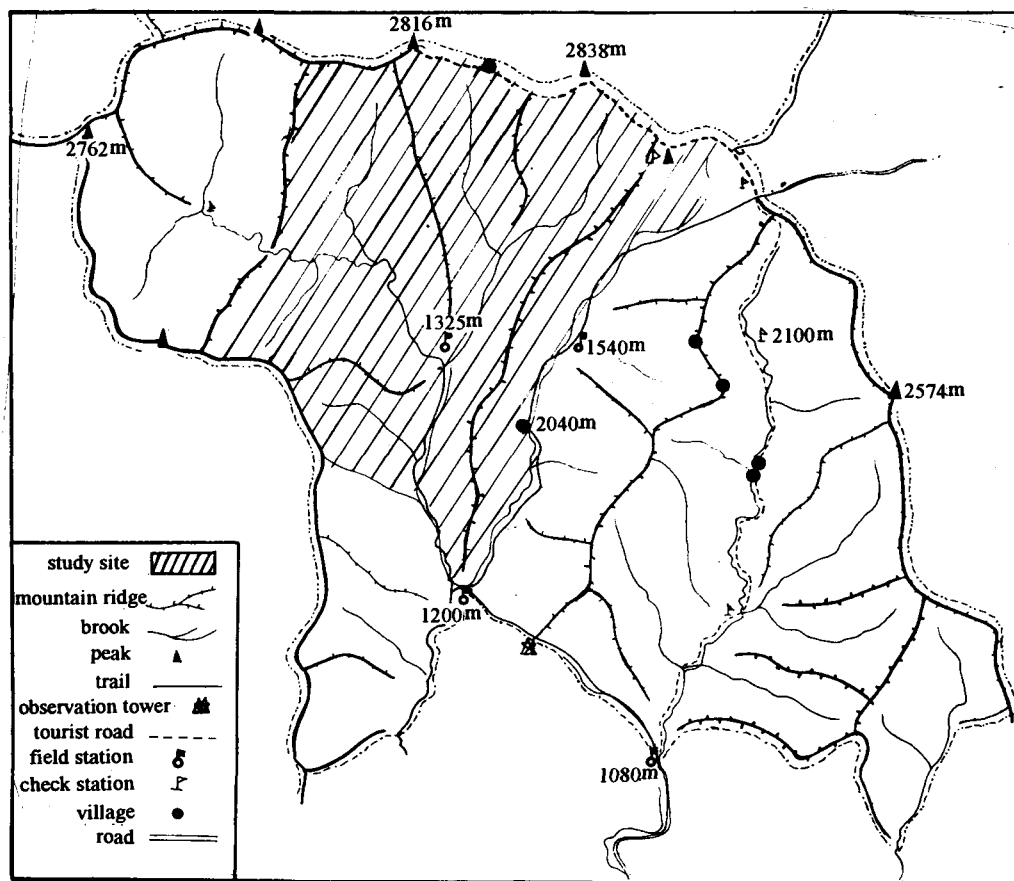 2816m
2838m
2762m
1325m
1540m
2100m
2574m
2040m
1200m
1080m
study site
mountain ridge
brook
peak
trail
observation tower
tourist road
field station
check station
village
road